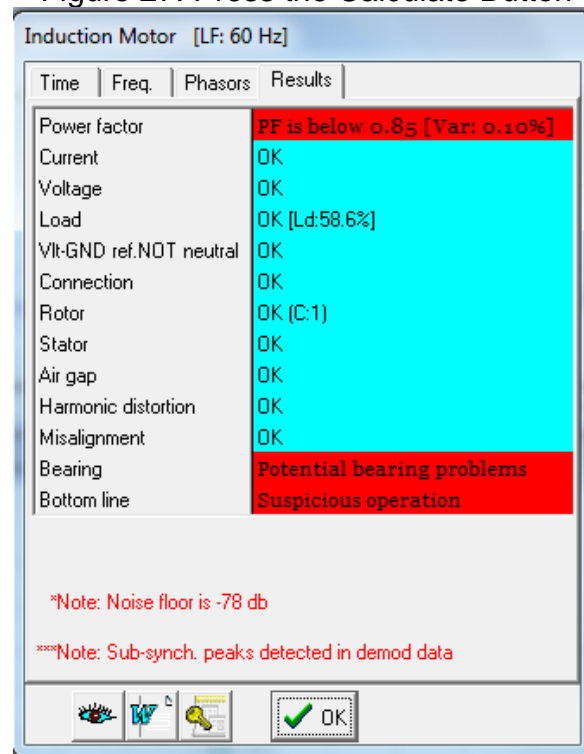 Induction Motor [LF: 60 Hz]
Time Freq. Phasors Results
Power factor PF is below 0.85 [Var: 0.10%]
Current OK
Voltage OK
Load OK [Ld:58.6%]
Vlt-GND ref.NOT neutral OK
Connection OK
Rotor OK (C:1)
Stator OK
Air gap OK
Harmonic distortion OK
Misalignment OK
Bearing Potential bearing problems
Bottom line Suspicious operation
*Note: Noise floor is -78 db
***Note: Sub-synch. peaks detected in demod data
W OK